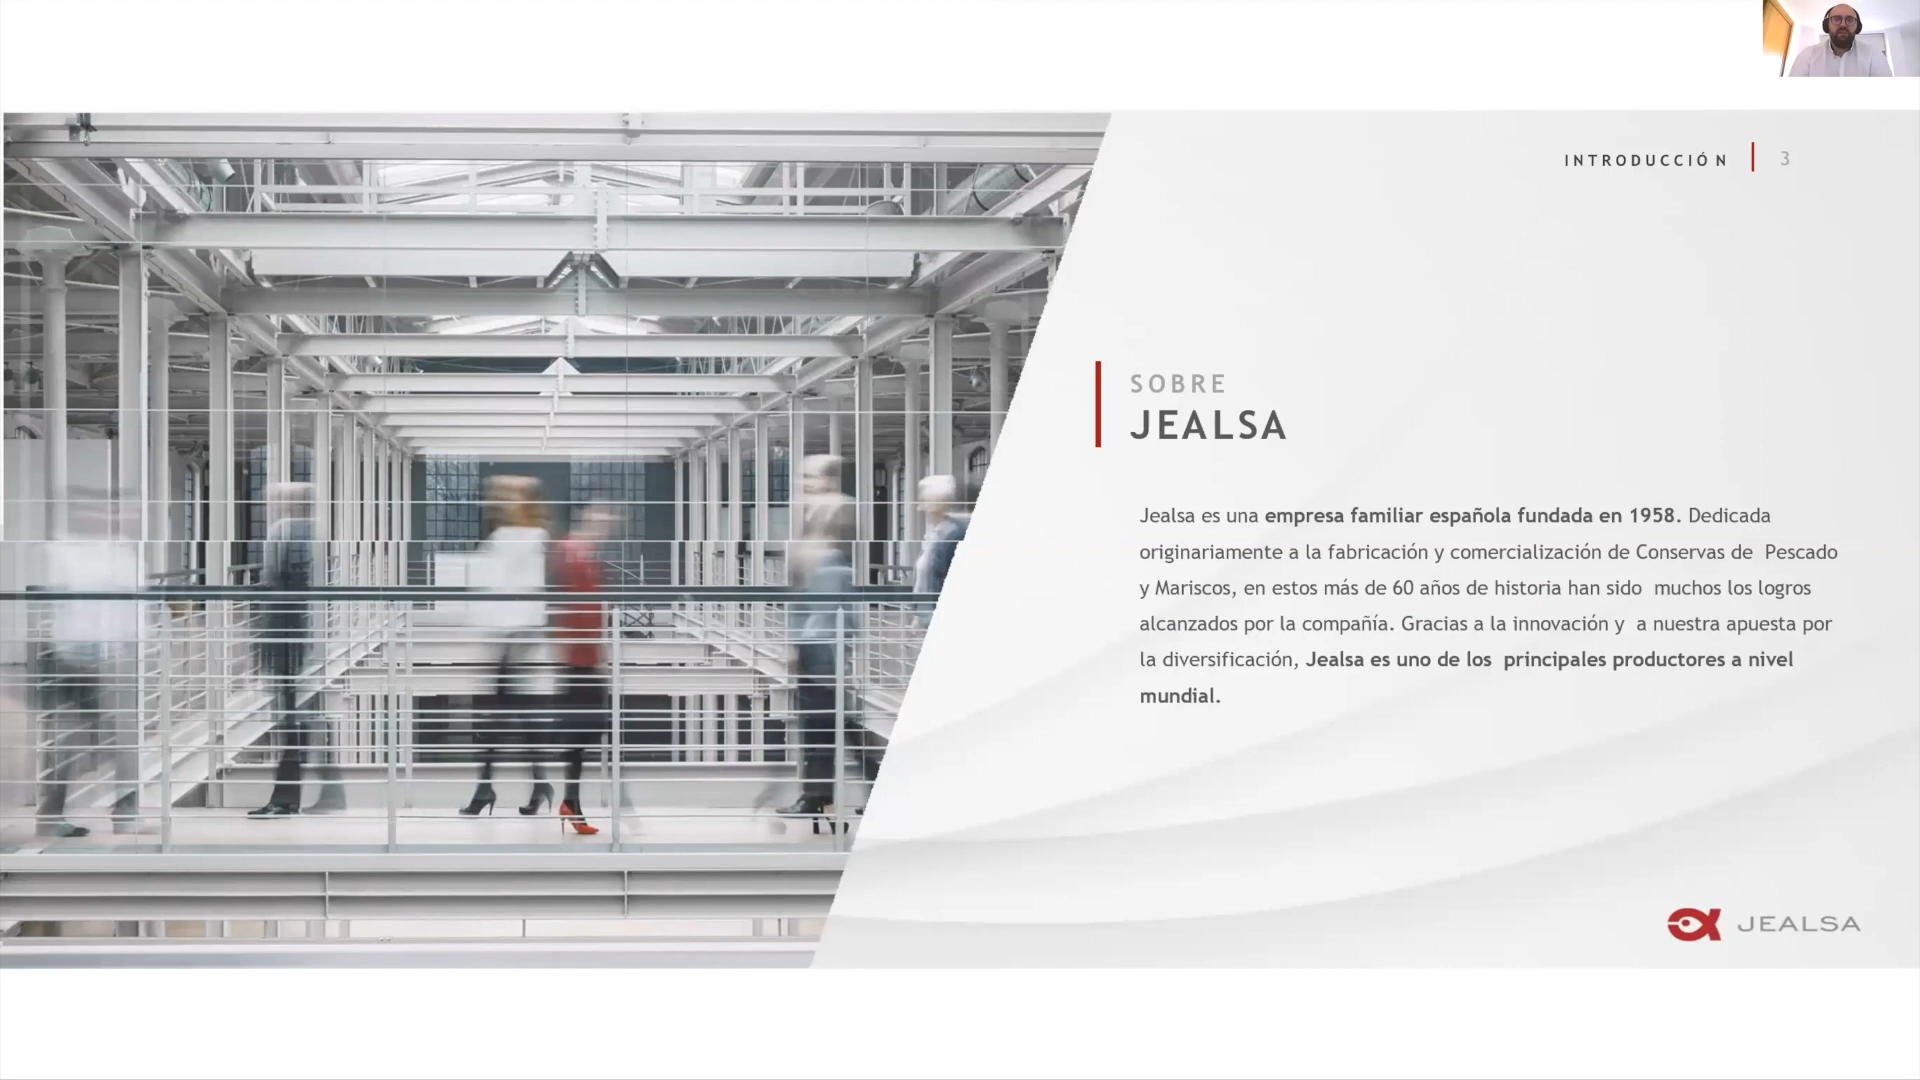 INTRODUCCIÓN
3
SOBRE
JEALSA
Jealsa es una empresa familiar española fundada en 1958. Dedicada
originariamente a la fabricación y comercialización de Conservas de Pescado
y Mariscos, en estos más de 60 años de historia han sido muchos los logros
alcanzados por la compañía. Gracias a la innovación y a nuestra apuesta por
la diversificación, Jealsa es uno de los principales productores a nivel
mundial.
JEALSA